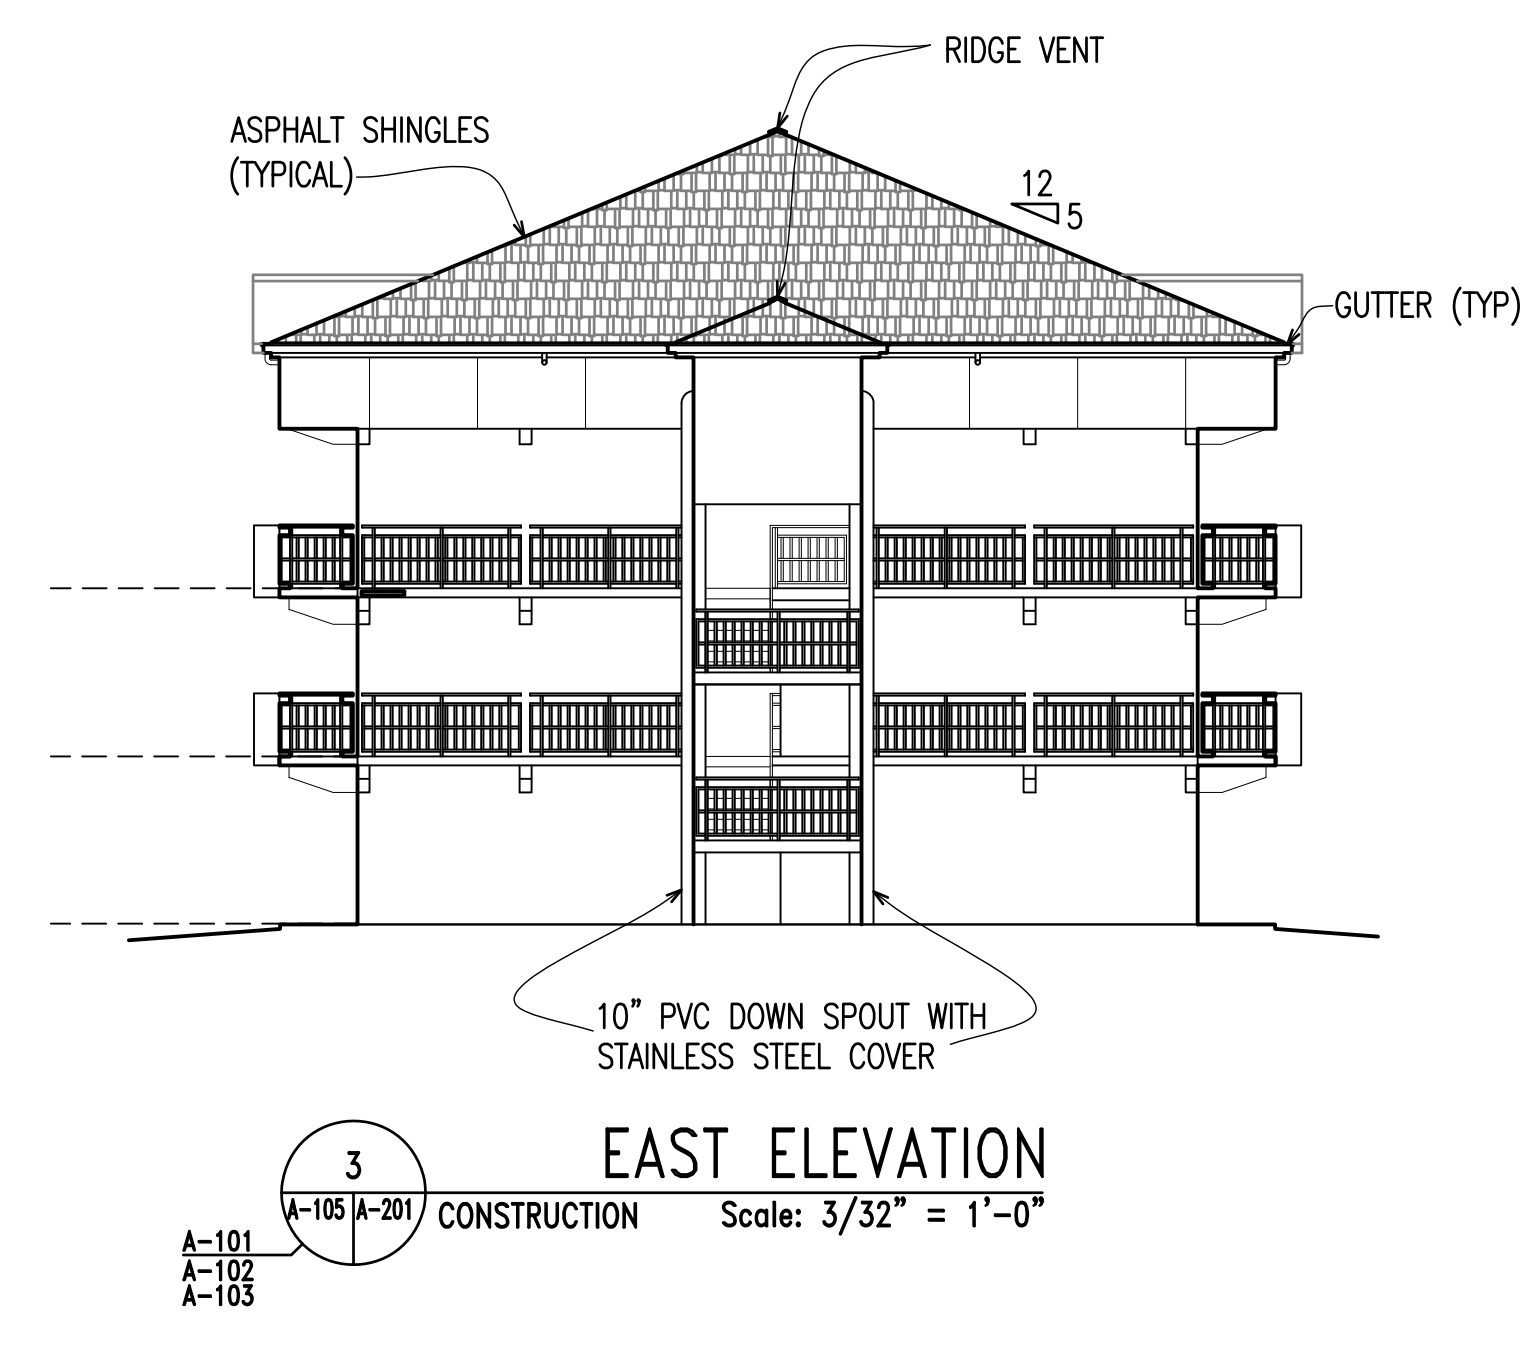 RIDGE VENT
ASPHALT SHINGLES
(TYPICAL)
12
5
GUTTER (TYP)
10" PVC DOWN SPOUT WITH
STAINLESS STEEL COVER
EAST ELEVATION
3
A-105 A-201
CONSTRUCTION Scale: 3/32" = 1'-0"
A-101
A-102
A-103